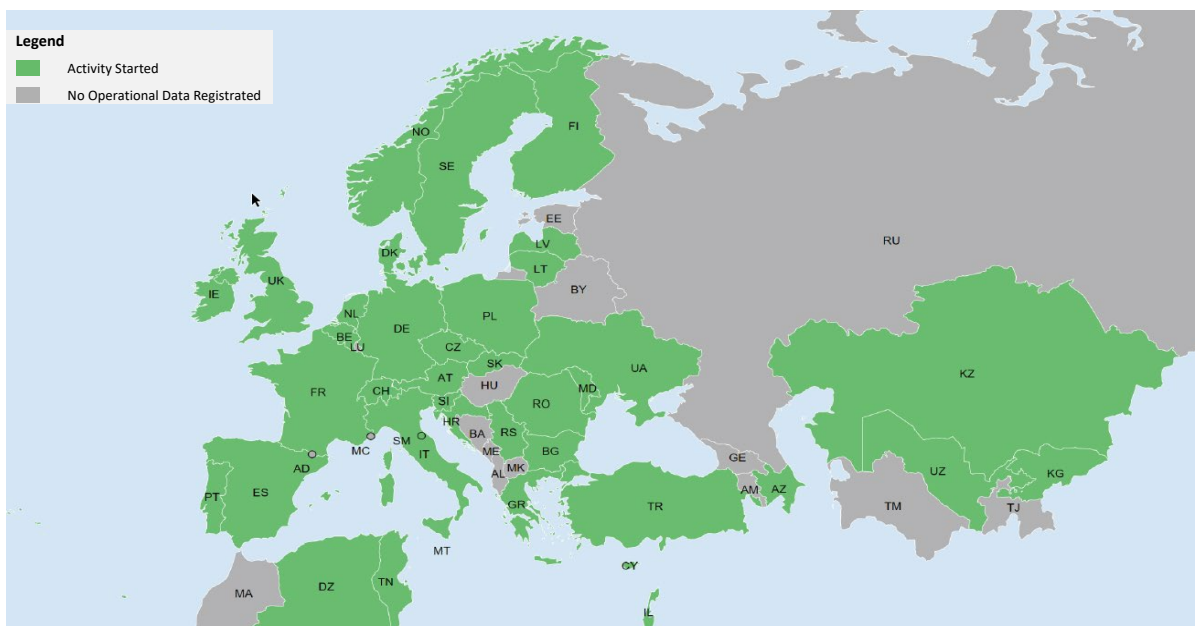 Legend
Activity Started
No Operational Data Registrated
NO
FI
SE
EE
RU
LV
DK
LT
UK
BY
IE
NL
PL
DE
BE
LU
CZ
SK
UA
KZ
AT
HU
MD
FR
CH
SI
RO
HR
BA
RS
MC
SM
IT
ME
BG
GE
AD
AL
MK
UZ
KG
PT
ES
GR
TR
AM
AZ
TM
TJ
MT
CY
MA
DZ
TN
IL